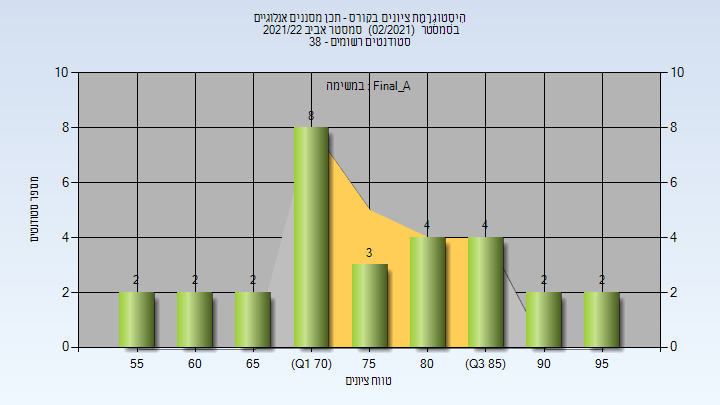 היסטוגרמת ציונים בקורס - תכן מסננים אנלוגיים
בסמסטר (02/2021) סמסטר אביב 2021/22
סטודנטים רשומים - 38
במשימה : Final_A
10 10
8 8
6 6
4 4
2 2
0 0
2 2 2 8 3 4 4 2 2
מספר סטודנטים
55 60 65 (Q1 70) 75 80 (Q3 85) 90 95
טווח ציונים